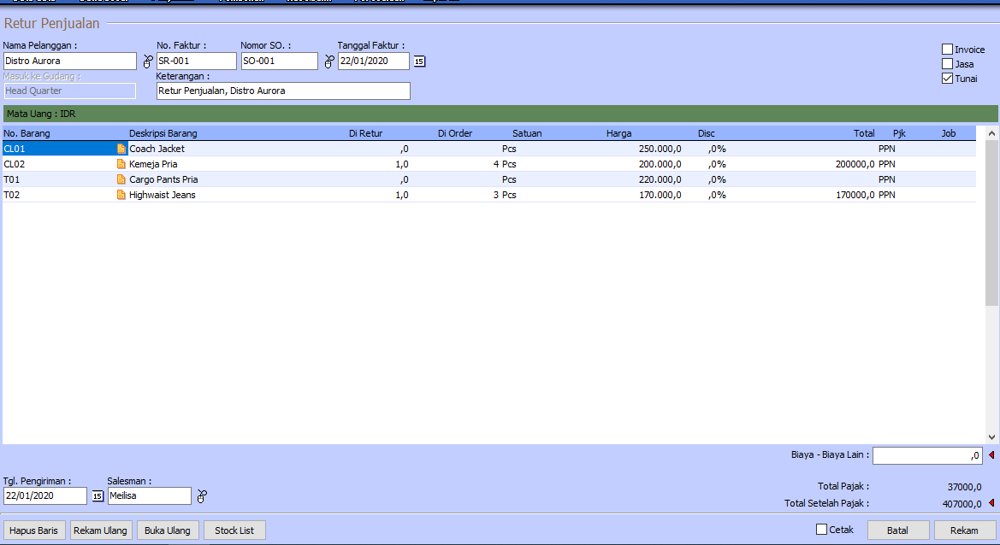 Retur Penjualan
Nama Pelanggan : No. Faktur : Nomor SO. : Tanggal Faktur :
Distro Aurora SR-001 SO-001 22/01/2020 15 Invoice
Jasa
Masuk ke Gudang : Keterangan : Tunai
Head Quarter Retur Penjualan, Distro Aurora
Mata Uang : IDR
No. Barang Deskripsi Barang Di Retur Di Order Satuan Harga Disc Total Pjk Job
CL01 Coach Jacket ,0 Pcs 250.000,0 ,0% PPN
CL02 Kemeja Pria 1,0 4 Pcs 200.000,0 ,0% 200000,0 PPN
T01 Cargo Pants Pria ,0 Pcs 220.000,0 ,0% PPN
T02 Highwaist Jeans 1,0 3 Pcs 170.000,0 ,0% 170000,0 PPN
Biaya - Biaya Lain : ,0
Tgl. Pengiriman : Salesman : Total Pajak : 37000,0
22/01/2020 15 Meilisa Total Setelah Pajak : 407000,0
Hapus Baris Rekam Ulang Buka Ulang Stock List Cetak Batal Rekam